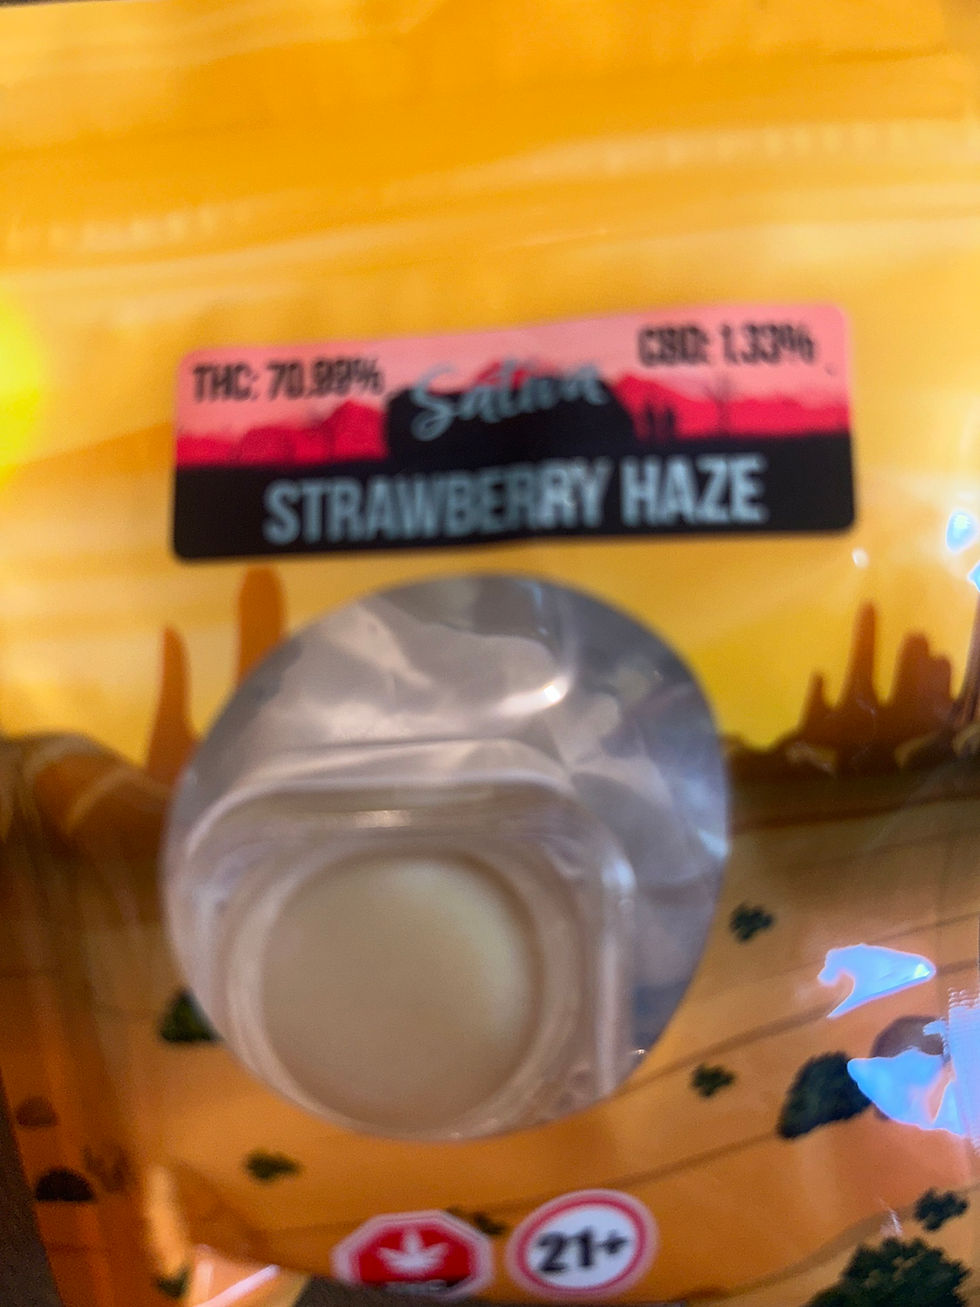 THC: 70.99%
Sativa
CBD: 1.33%
STRAWBERRY HAZE
21+